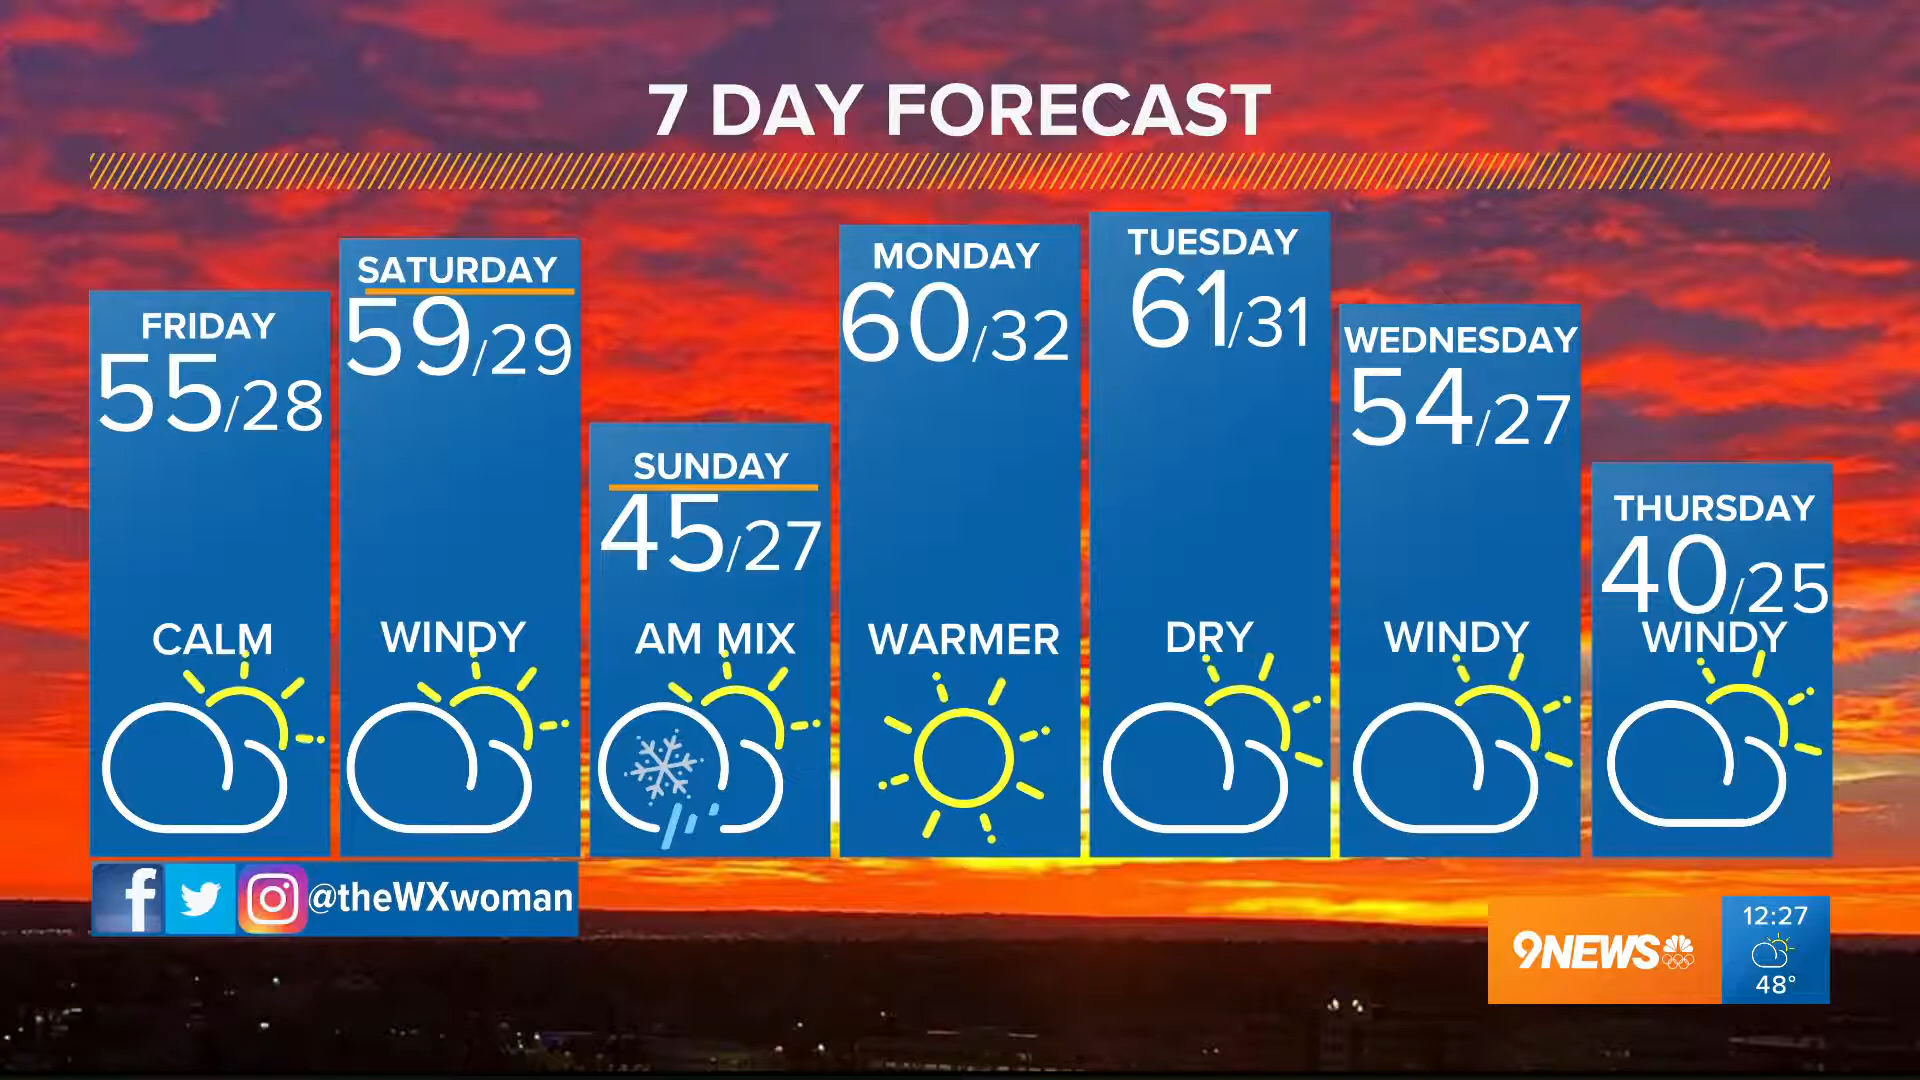 7 DAY FORECAST
FRIDAY
55/28
CALM
SATURDAY
59/29
WINDY
SUNDAY
45/27
AM MIX
MONDAY
60/32
WARMER
TUESDAY
61/31
DRY
WEDNESDAY
54/27
WINDY
THURSDAY
40/25
WINDY
@theWXwoman
9NEWS
12:27
48°